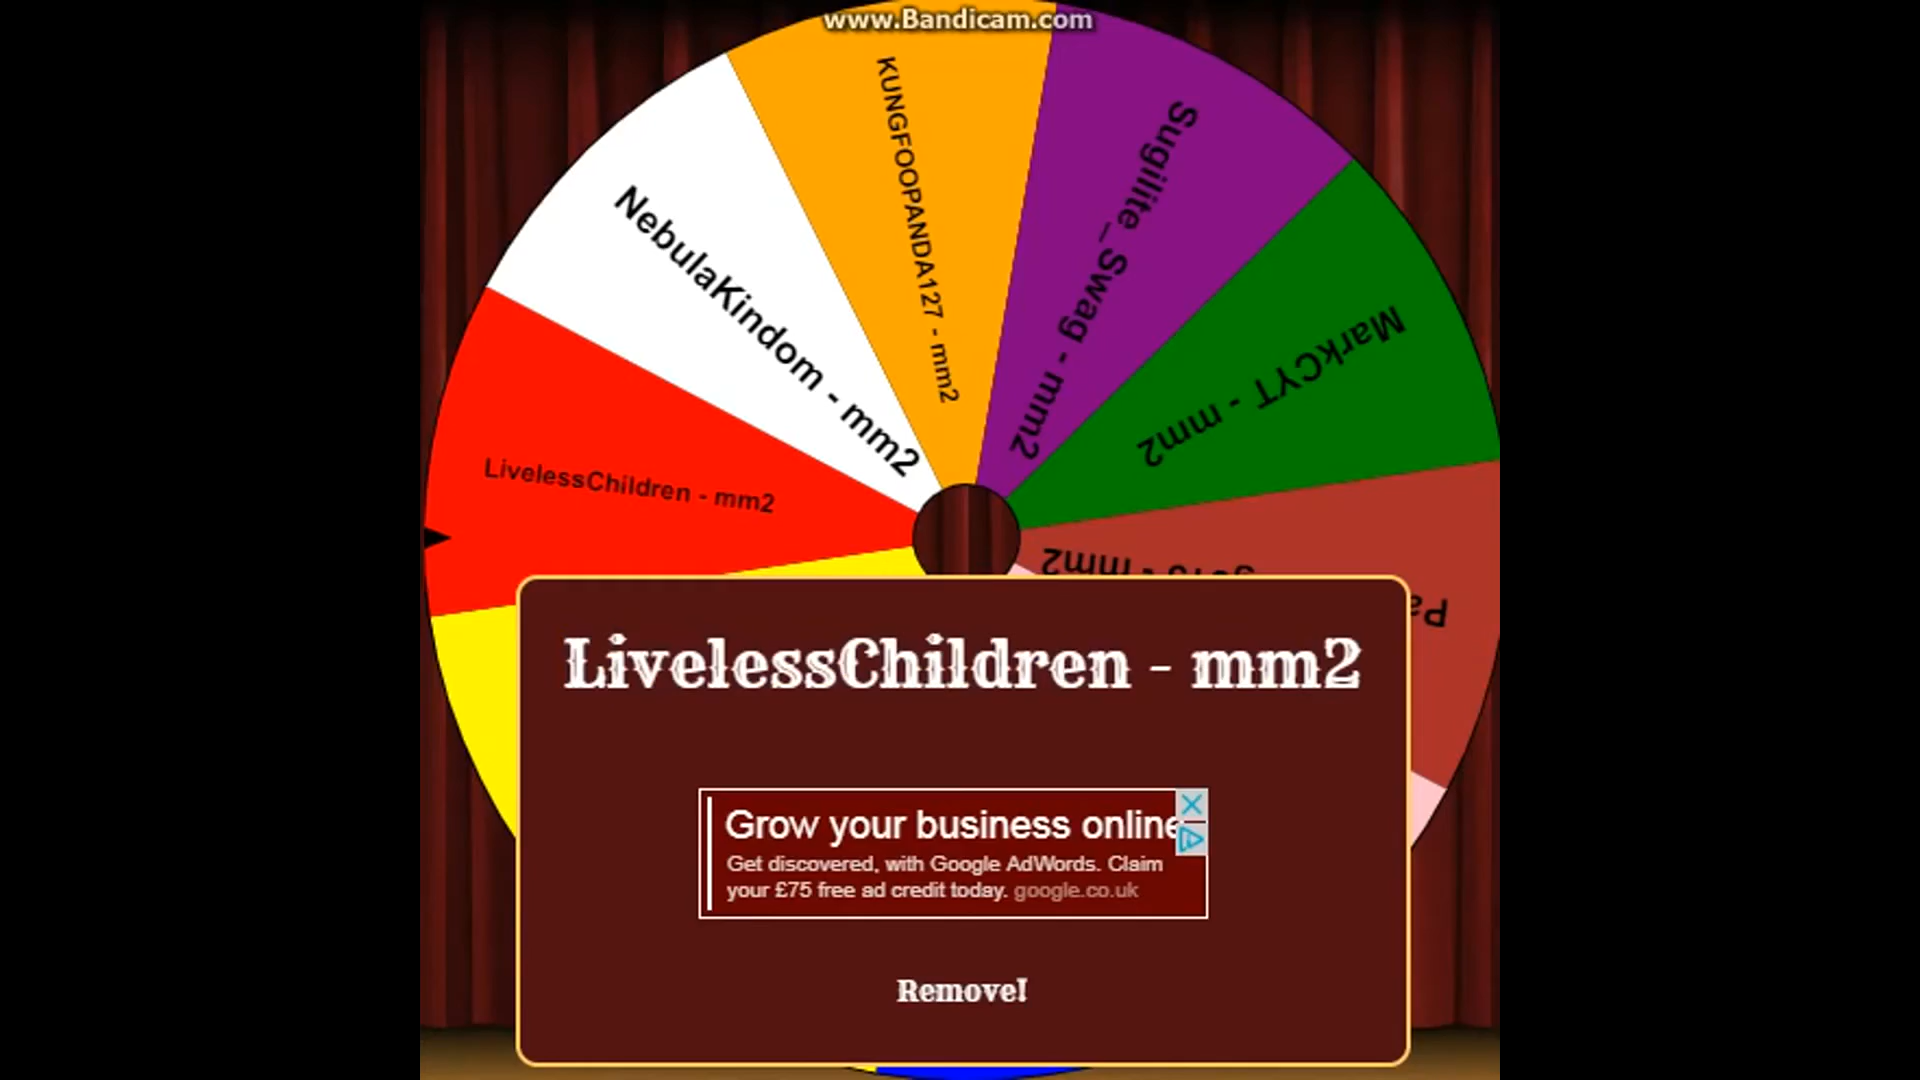 www.Bandicam.com
KUNGFOOPANDA127 - mm2
Sugilite_Swag - mm2
NebulaKindom - mm2
MarkCYT - mm2
LivelessChildren - mm2
mm2
LivelessChildren - mm2
Grow your business online
Get discovered, with Google AdWords. Claim
your £75 free ad credit today. google.co.uk
Remove!